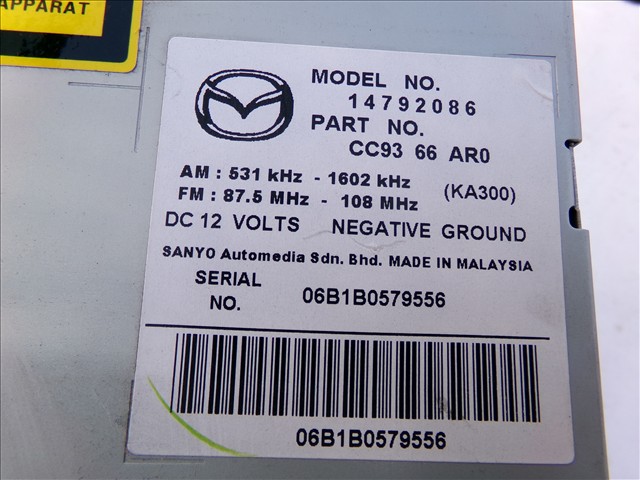 APPARAT
MODEL NO.
14792086
PART NO.
CC93 66 AR0
AM : 531 kHz - 1602 kHz
(KA300)
FM : 87.5 MHz - 108 MHz
DC 12 VOLTS NEGATIVE GROUND
SANYO Automedia Sdn. Bhd. MADE IN MALAYSIA
SERIAL
NO.
06B1B0579556
06B1B0579556